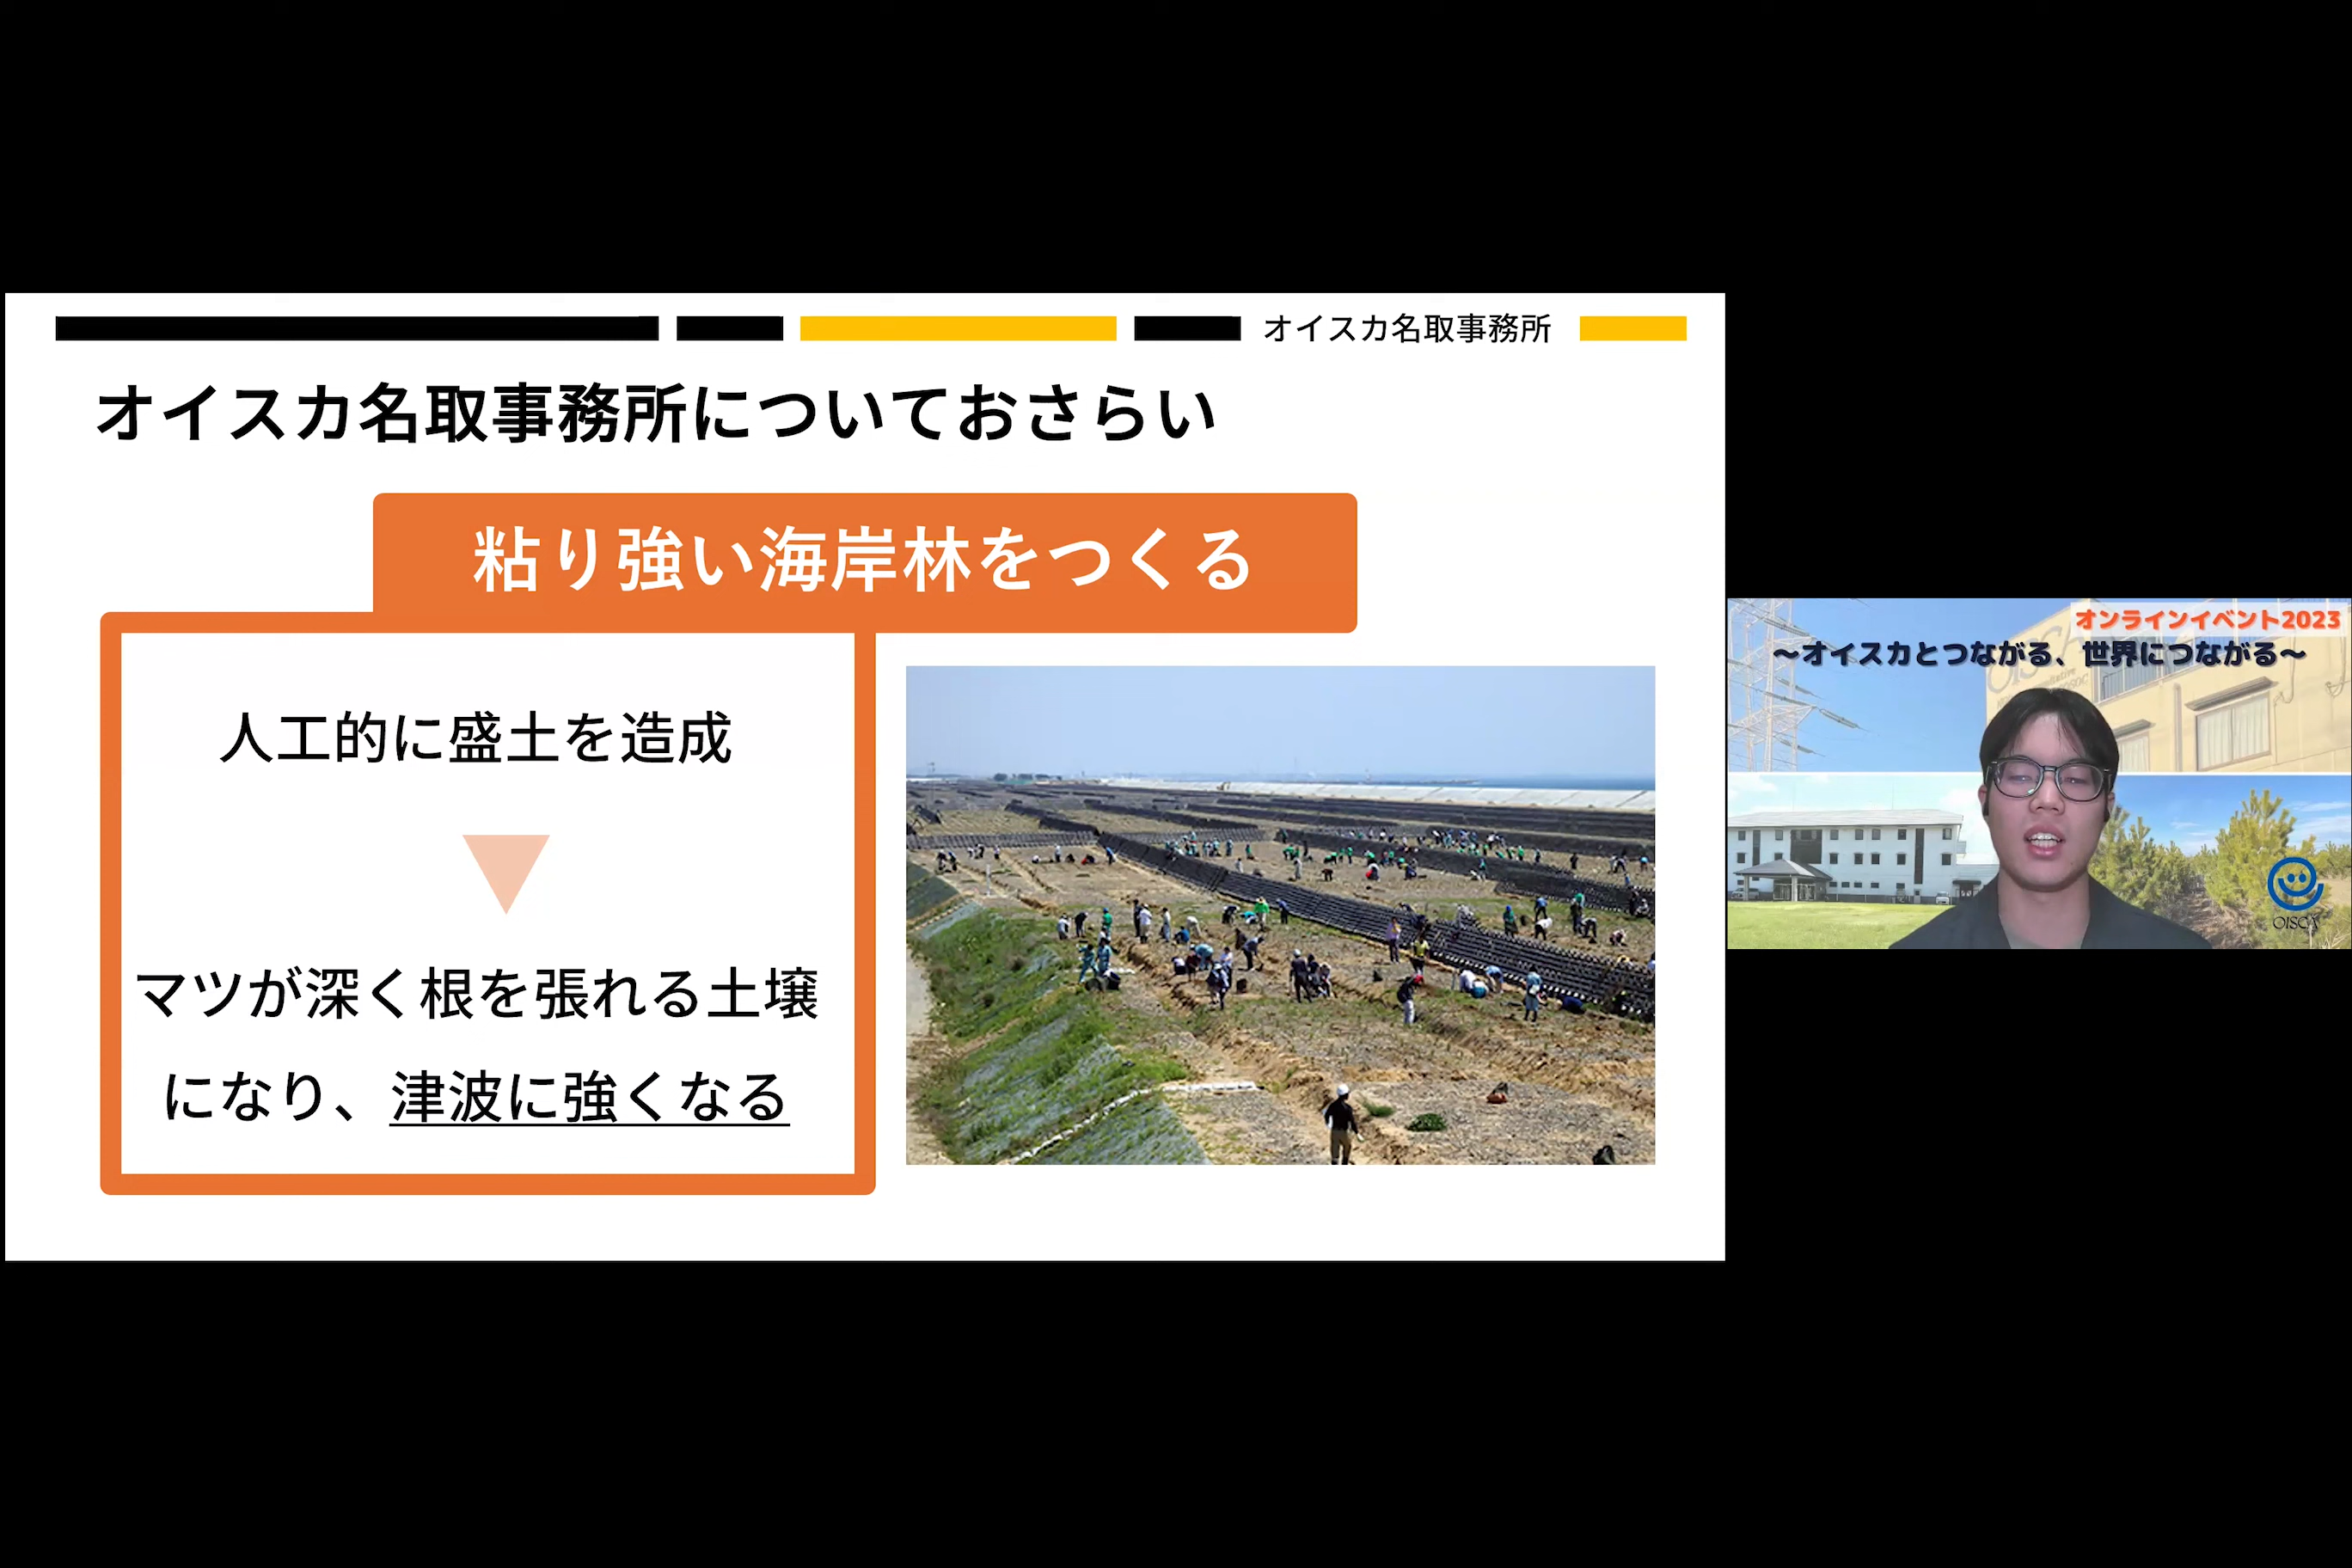 オイスカ名取事務所
オイスカ名取事務所についておさらい
粘り強い海岸林をつくる
人工的に盛土を造成
マツが深く根を張れる土壌
になり、津波に強くなる
オンラインイベント2023
～オイスカとつながる、世界につながる～
OISCA